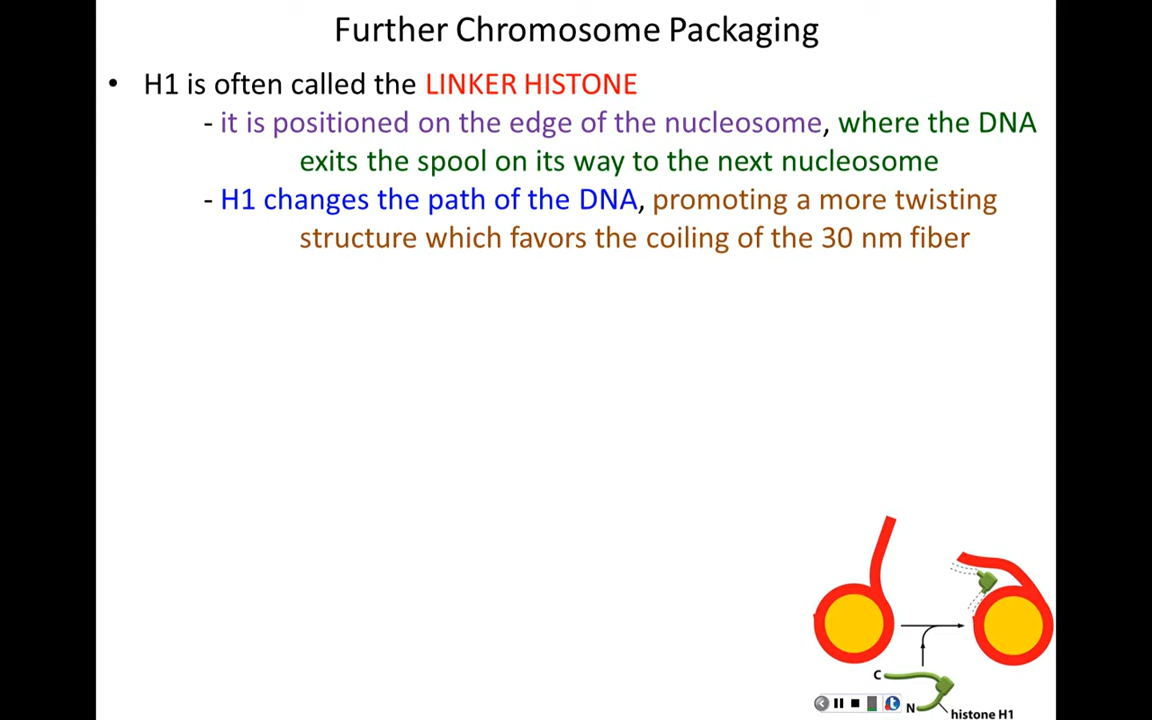 Further Chromosome Packaging
• H1 is often called the LINKER HISTONE
- it is positioned on the edge of the nucleosome, where the DNA
exits the spool on its way to the next nucleosome
- H1 changes the path of the DNA, promoting a more twisting
structure which favors the coiling of the 30 nm fiber
C
N
histone H1